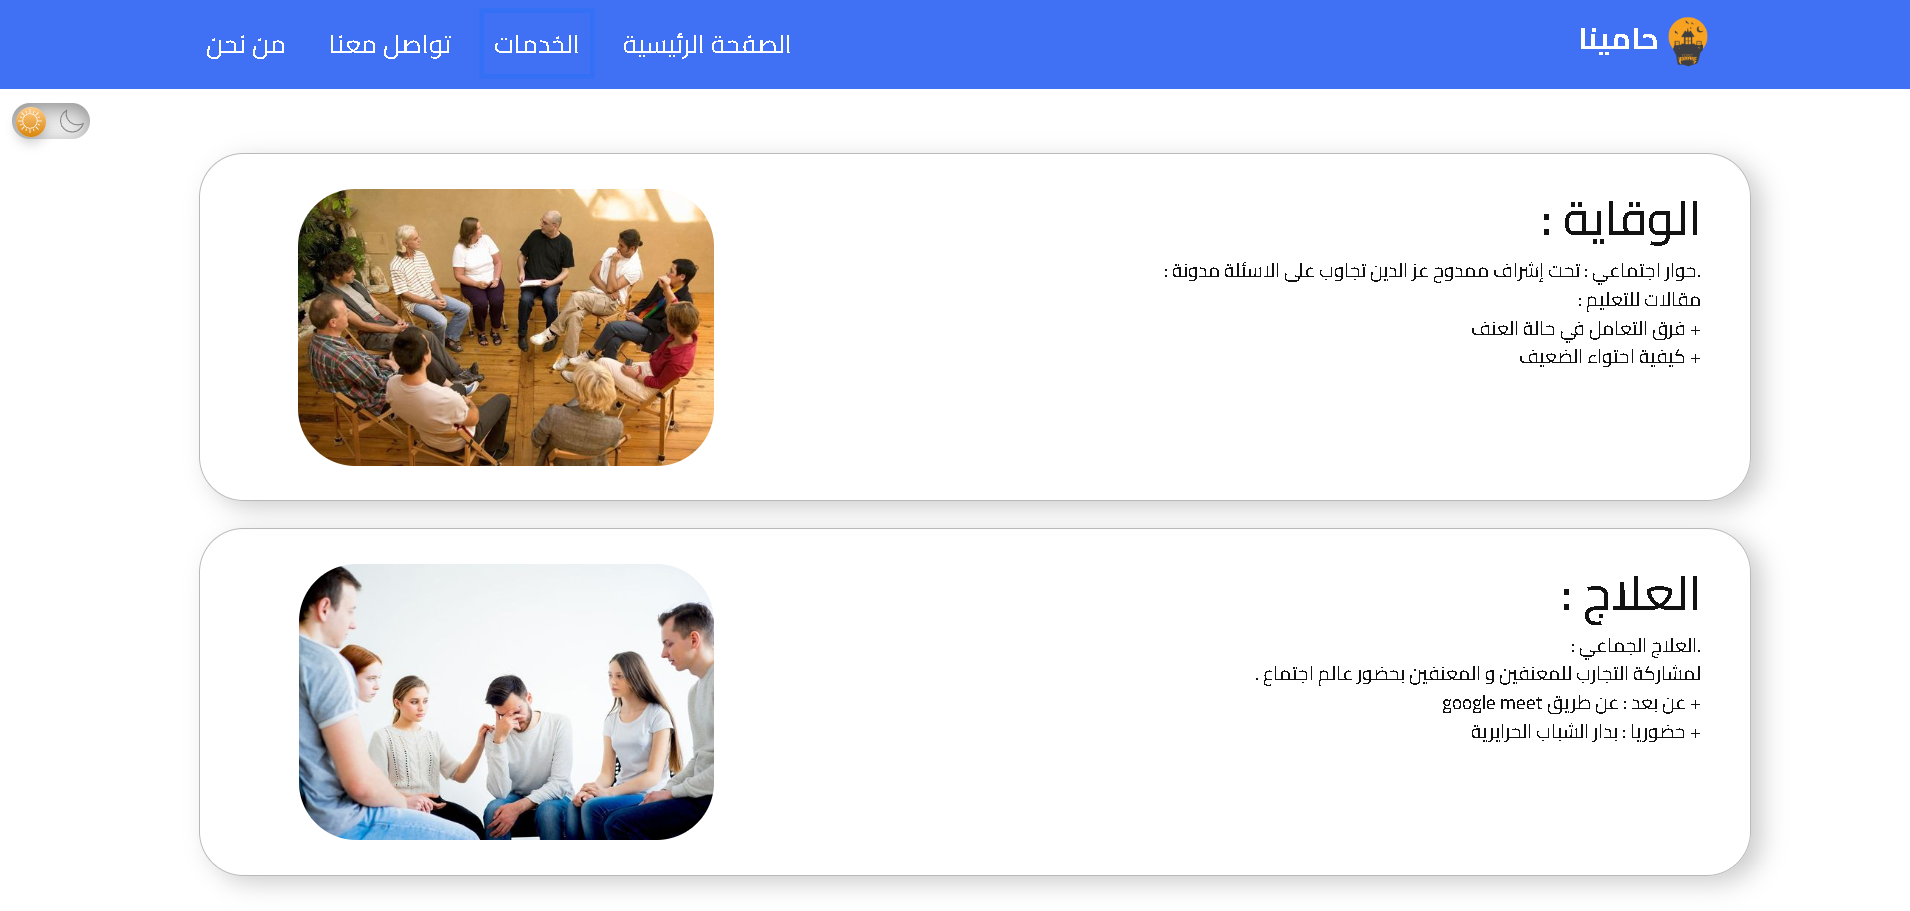 حامينا
الصفحة الرئيسية
الخدمات
تواصل معنا
من نحن
الوقاية :
.حوار اجتماعي : تحت إشراف ممدوح عز الدين تجاوب على الاسئلة مدونة :
مقالات للتعليم :
+ فرق التعامل في حالة العنف
+ كيفية احتواء الضعيف
العلاج :
.العلاج الجماعي :
لمشاركة التجارب للمعنفين و المعنفين بحضور عالم اجتماع .
+ عن بعد : عن طريق google meet
+ حضوريا : بدار الشباب الحرايرية